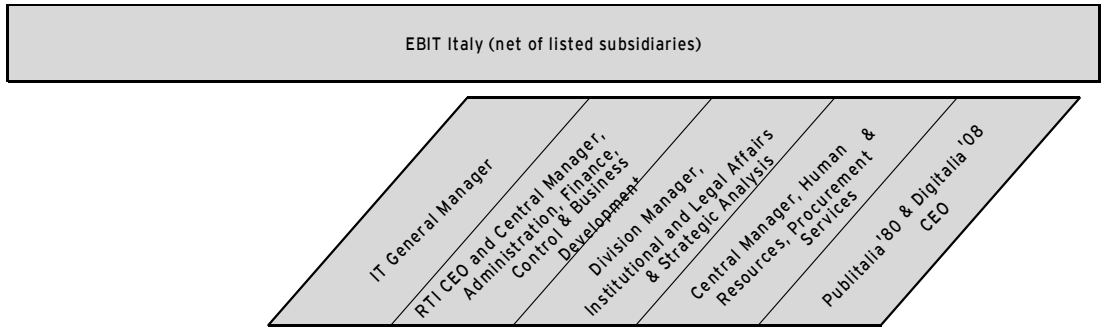 EBIT Italy (net of listed subsidiaries)
IT General Manager
RTI CEO and Central Manager,
Administration, Finance,
Control & Business
Development
Division Manager,
Institutional and Legal Affairs
& Strategic Analysis
Central Manager, Human &
Resources, Procurement &
Services
Publitalia '80 & Digitalia '08
CEO